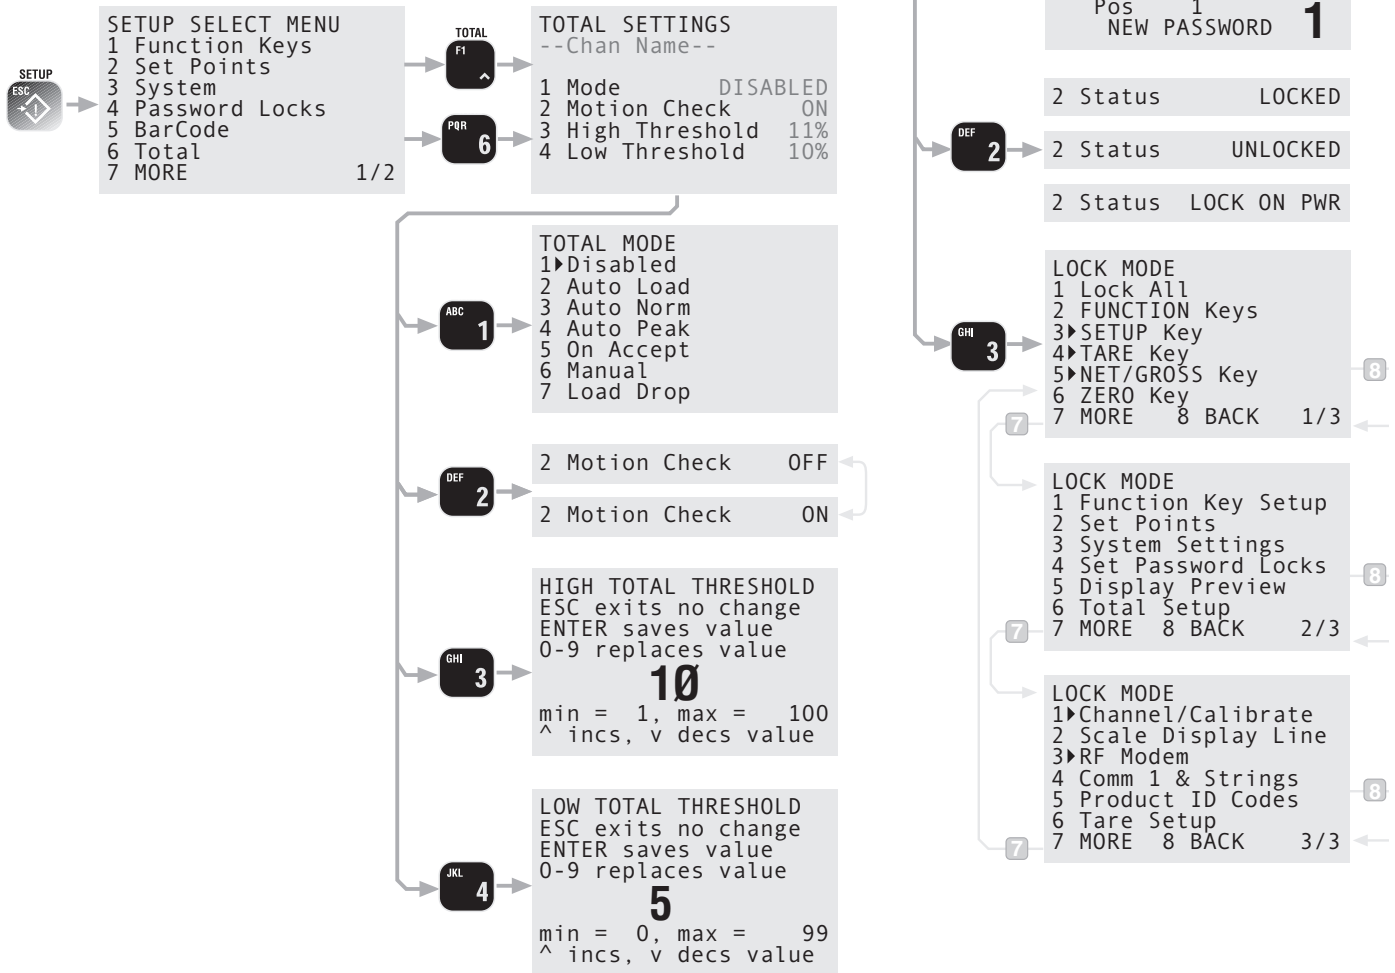 SETUP
ESC
SETUP SELECT MENU
1 Function Keys
2 Set Points
3 System
4 Password Locks
5 BarCode
6 Total
7 MORE 1/2
TOTAL
F1
^
PQR
6
TOTAL SETTINGS
--Chan Name--
1 Mode DISABLED
2 Motion Check ON
3 High Threshold 11%
4 Low Threshold 10%
ABC
1
TOTAL MODE
1▶Disabled
2 Auto Load
3 Auto Norm
4 Auto Peak
5 On Accept
6 Manual
7 Load Drop
DEF
2
2 Motion Check OFF
2 Motion Check ON
GHI
3
HIGH TOTAL THRESHOLD
ESC exits no change
ENTER saves value
0-9 replaces value
10
min = 1, max = 100
^ incs, v decs value
JKL
4
LOW TOTAL THRESHOLD
ESC exits no change
ENTER saves value
0-9 replaces value
5
min = 0, max = 99
^ incs, v decs value
Pos 1
NEW PASSWORD 1
DEF
2
2 Status LOCKED
2 Status UNLOCKED
2 Status LOCK ON PWR
GHI
3
LOCK MODE
1 Lock All
2 FUNCTION Keys
3▶SETUP Key
4▶TARE Key
5▶NET/GROSS Key
6 ZERO Key
7 MORE 8 BACK 1/3
8
7
LOCK MODE
1 Function Key Setup
2 Set Points
3 System Settings
4 Set Password Locks
5 Display Preview
6 Total Setup
7 MORE 8 BACK 2/3
8
7
LOCK MODE
1▶Channel/Calibrate
2 Scale Display Line
3▶RF Modem
4 Comm 1 & Strings
5 Product ID Codes
6 Tare Setup
7 MORE 8 BACK 3/3
8
7